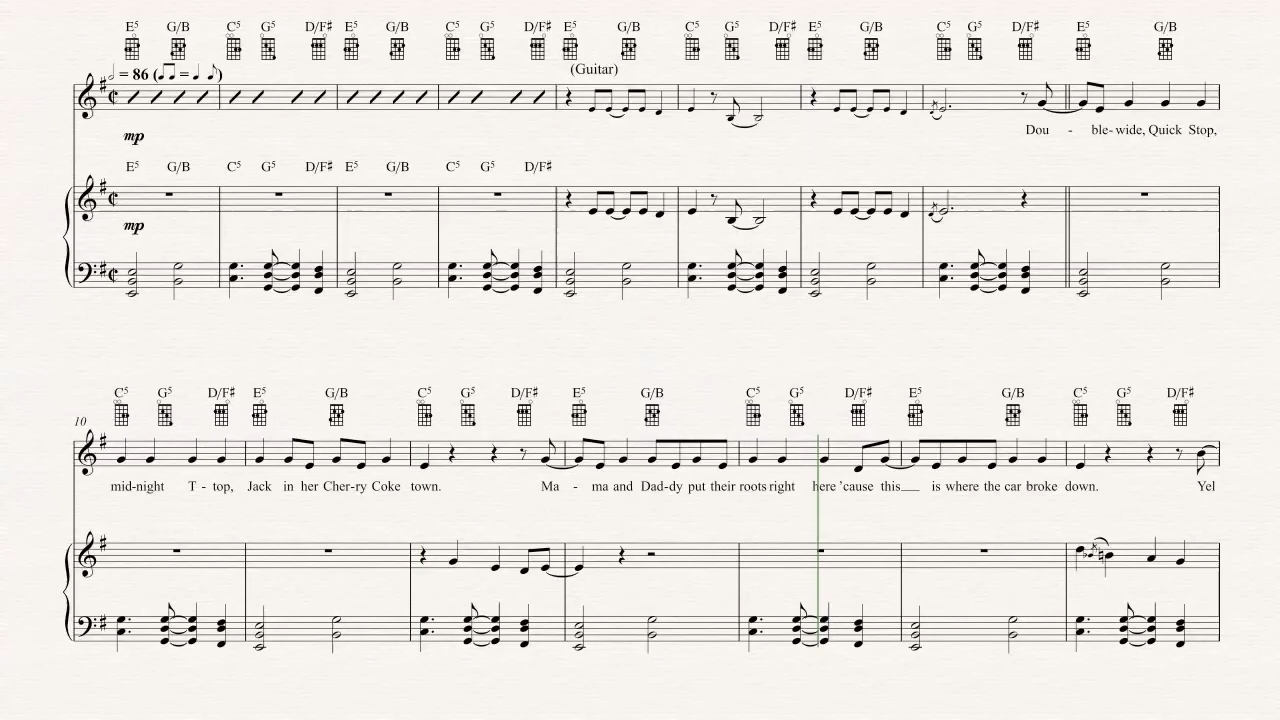 E5 G/B C5 G5 D/F♯ E5 G/B C5 G5 D/F♯ E5 G/B C5 G5 D/F♯ E5 G/B C5 G5 D/F♯ E5 G/B
= 86 ( = )
(Guitar)
mp
Dou - ble-wide, Quick Stop,
E5 G/B C5 G5 D/F♯ E5 G/B C5 G5 D/F♯
mp
C5 G5 D/F♯ E5 G/B C5 G5 D/F♯ E5 G/B C5 G5 D/F♯ E5 G/B C5 G5 D/F♯
10
mid-night T - top, Jack in her Cher-ry Coke town. Ma - ma and Dad-dy put their roots right here 'cause this__ is where the car broke down. Yel